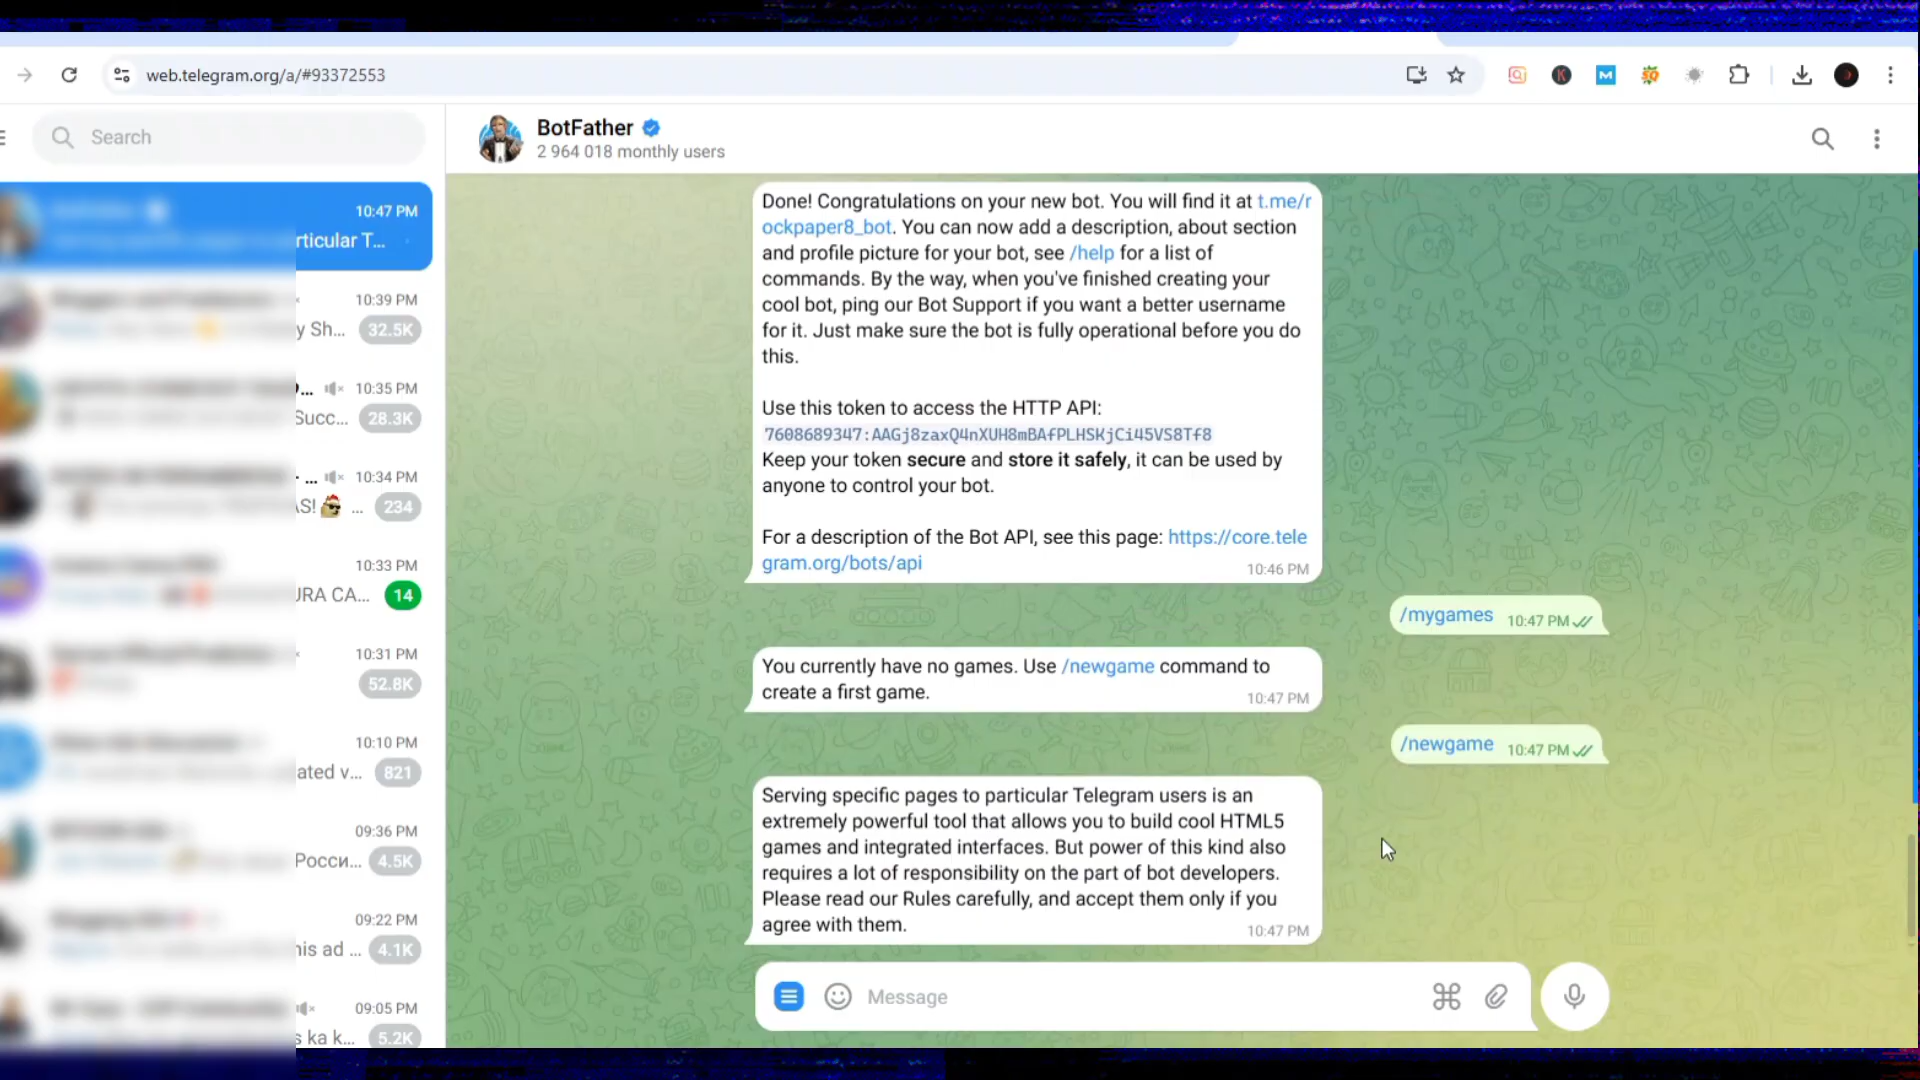 web.telegram.org/a/#93372553
Search
BotFather
2 964 018 monthly users
10:47 PM
rticular T...
10:39 PM
y Sh...
32.5K
10:35 PM
Succ...
28.3K
10:34 PM
234
10:33 PM
URA CA...
14
10:31 PM
52.8K
10:10 PM
ated v...
821
09:36 PM
Росси...
4.5K
09:22 PM
his ad ...
4.1K
09:05 PM
s ka k...
5.2K
Done! Congratulations on your new bot. You will find it at t.me/r
ockpaper8_bot. You can now add a description, about section
and profile picture for your bot, see /help for a list of
commands. By the way, when you've finished creating your
cool bot, ping our Bot Support if you want a better username
for it. Just make sure the bot is fully operational before you do
this.
Use this token to access the HTTP API:
7608689347:AAGj8zaxQ4nXUH8mBAfPLHSKjCi45VS8Tf8
Keep your token secure and store it safely, it can be used by
anyone to control your bot.
For a description of the Bot API, see this page: https://core.tele
gram.org/bots/api
10:46 PM
/mygames 10:47 PM
You currently have no games. Use /newgame command to
create a first game.
10:47 PM
/newgame 10:47 PM
Serving specific pages to particular Telegram users is an
extremely powerful tool that allows you to build cool HTML5
games and integrated interfaces. But power of this kind also
requires a lot of responsibility on the part of bot developers.
Please read our Rules carefully, and accept them only if you
agree with them.
10:47 PM
Message